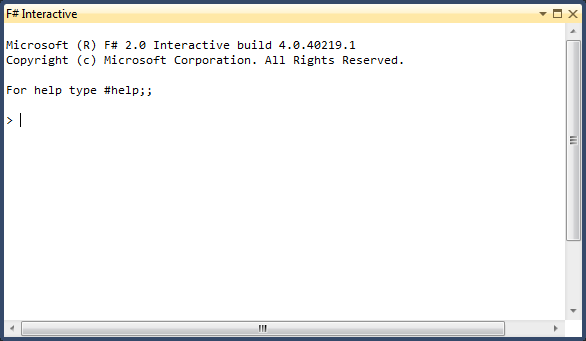 F# Interactive
Microsoft (R) F# 2.0 Interactive build 4.0.40219.1
Copyright (c) Microsoft Corporation. All Rights Reserved.
For help type #help;;
>